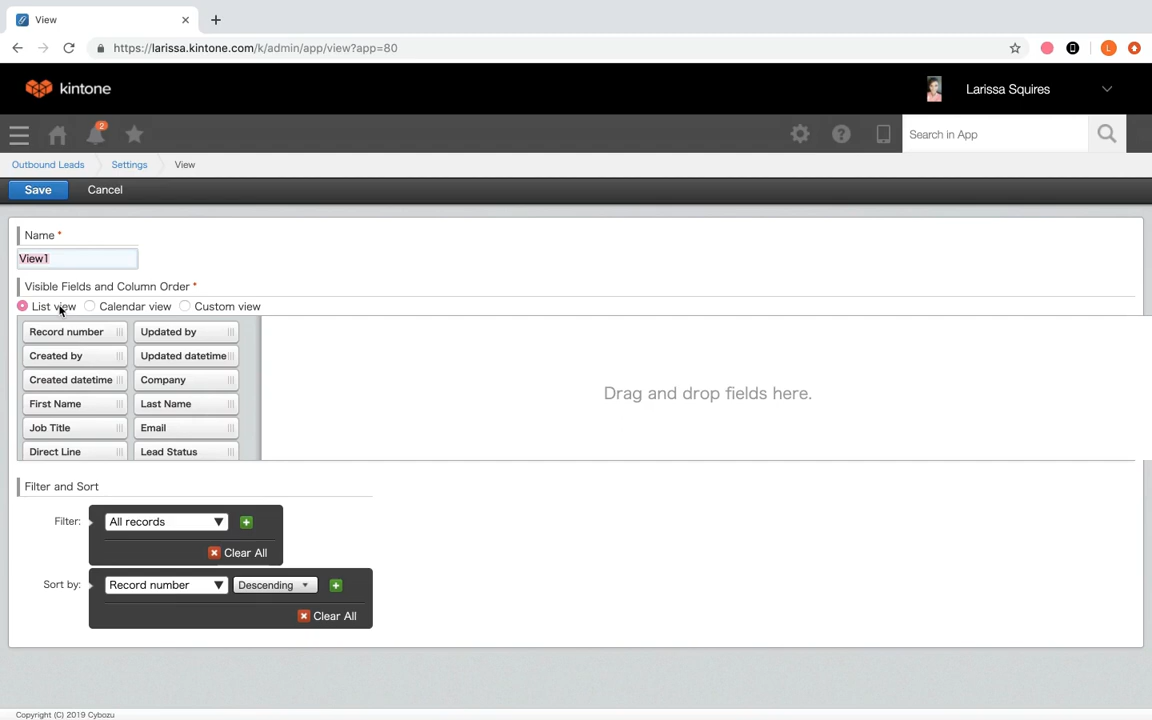 View
https://larissa.kintone.com/k/admin/app/view?app=80
L
kintone
Larissa Squires
2
Search in App
Outbound Leads
Settings
View
Save
Cancel
Name *
View1
Visible Fields and Column Order *
List view
Calendar view
Custom view
Record number
Updated by
Created by
Updated datetime
Created datetime
Company
First Name
Last Name
Job Title
Email
Direct Line
Lead Status
Drag and drop fields here.
Filter and Sort
Filter:
All records
Clear All
Sort by:
Record number
Descending
Clear All
Copyright (C) 2019 Cybozu